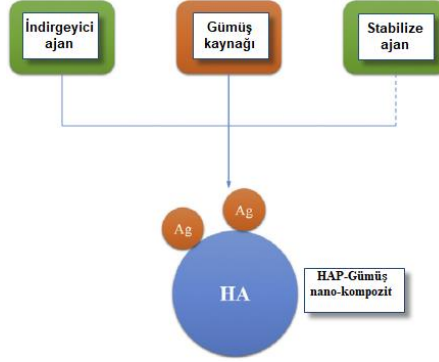 İndirgeyici
ajan
Gümüş
kaynağı
Stabilize
ajan
Ag
Ag
HA
HAP-Gümüş
nano-kompozit